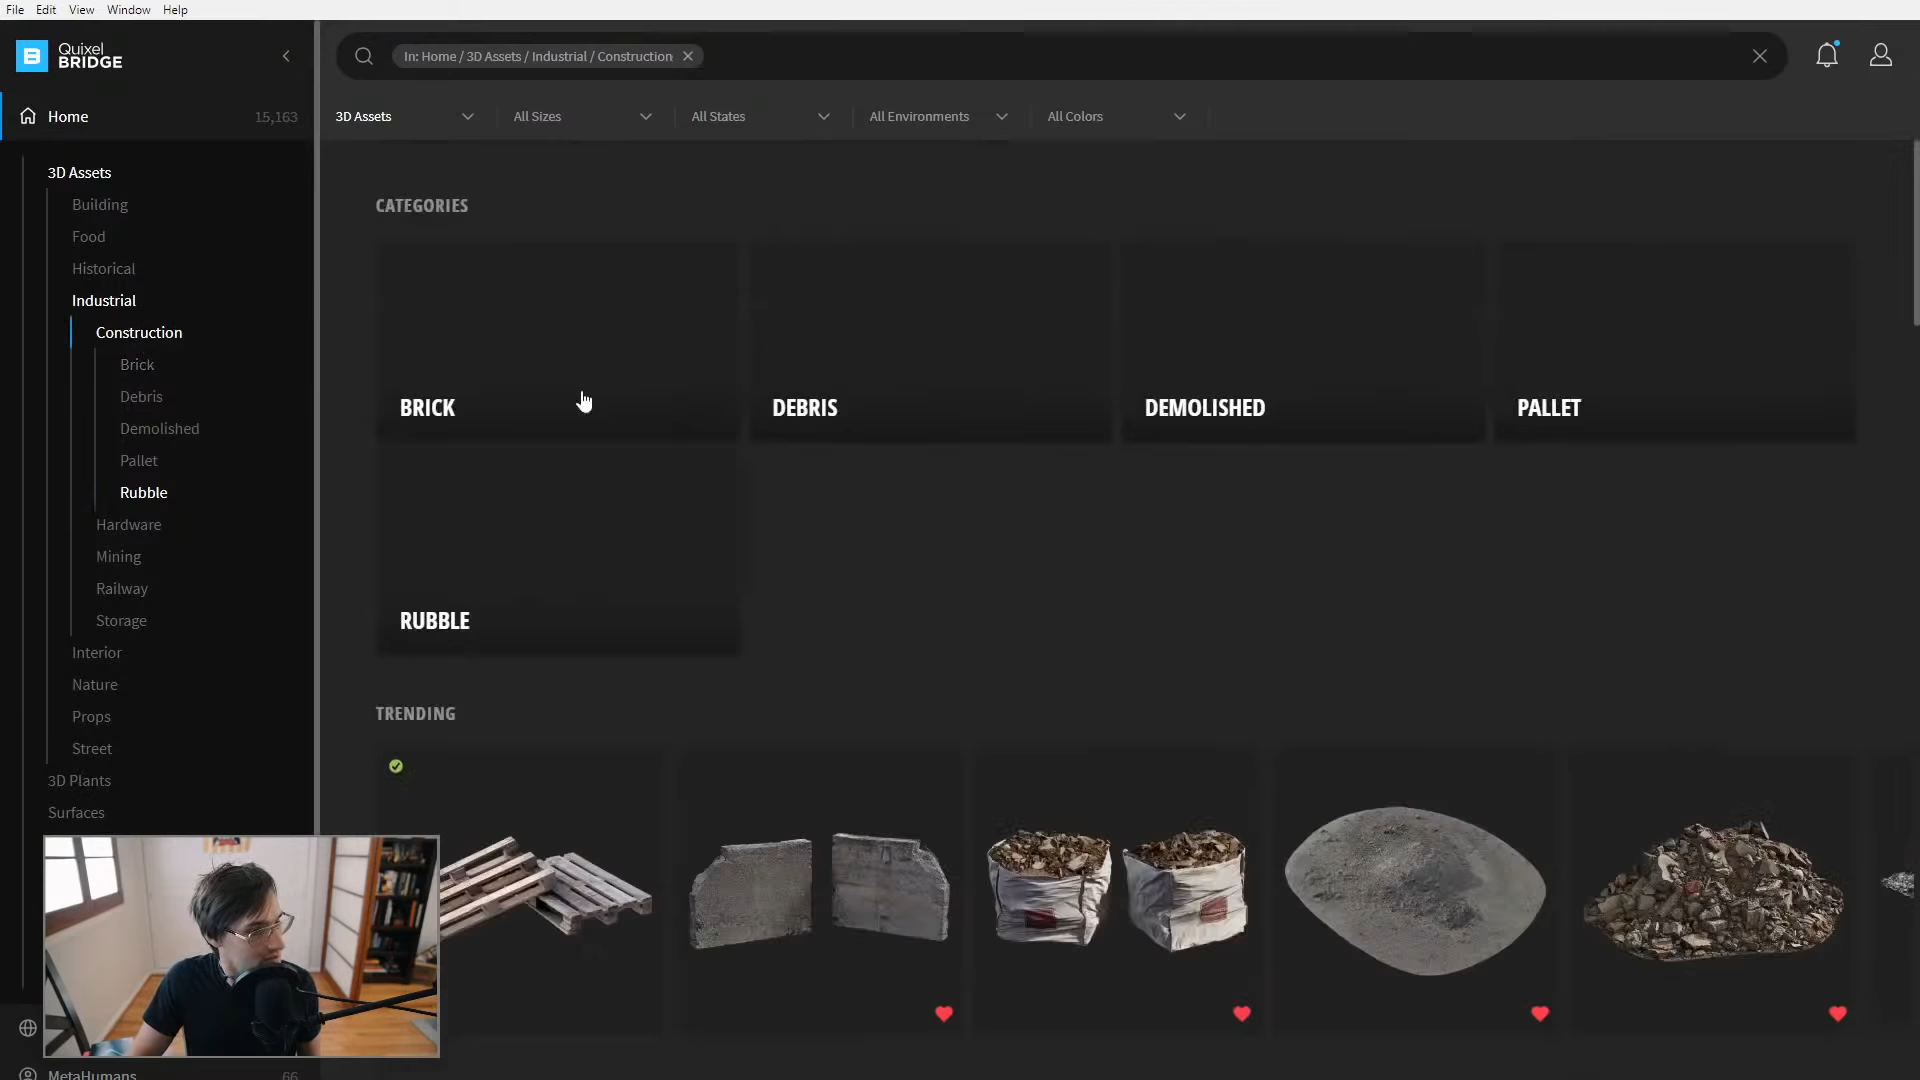 File Edit View Window Help
Quixel
BRIDGE
In: Home / 3D Assets / Industrial / Construction
Home 15,163
3D Assets All Sizes All States All Environments All Colors
3D Assets
Building
Food
Historical
Industrial
Construction
Brick
Debris
Demolished
Pallet
Rubble
Hardware
Mining
Railway
Storage
Interior
Nature
Props
Street
3D Plants
Surfaces
MetaHumans 66
CATEGORIES
BRICK DEBRIS DEMOLISHED PALLET
RUBBLE
TRENDING